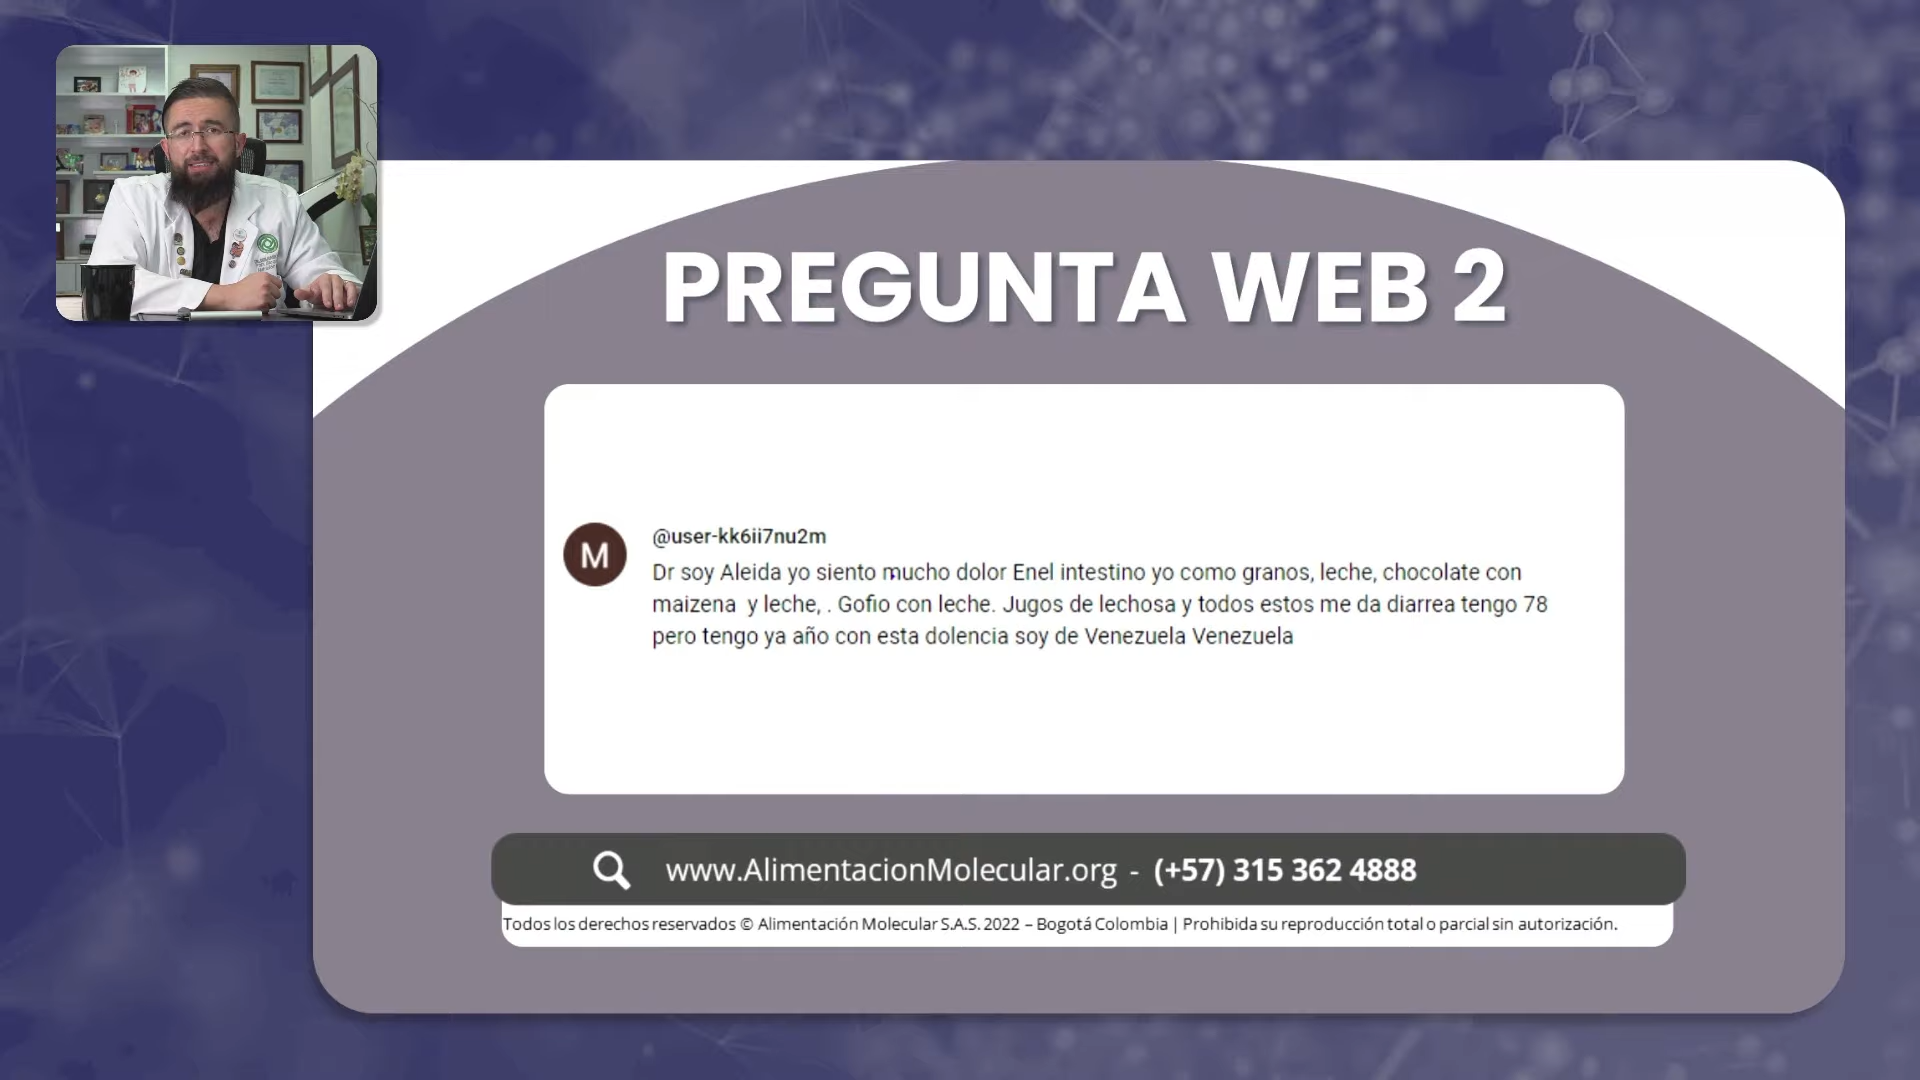 PREGUNTA WEB 2
M
@user-kk6ii7nu2m
Dr soy Aleida yo siento mucho dolor Enel intestino yo como granos, leche, chocolate con
maizena  y leche, . Gofio con leche. Jugos de lechosa y todos estos me da diarrea tengo 78
pero tengo ya año con esta dolencia soy de Venezuela Venezuela
www.AlimentacionMolecular.org - (+57) 315 362 4888
Todos los derechos reservados © Alimentación Molecular S.A.S. 2022 – Bogotá Colombia | Prohibida su reproducción total o parcial sin autorización.